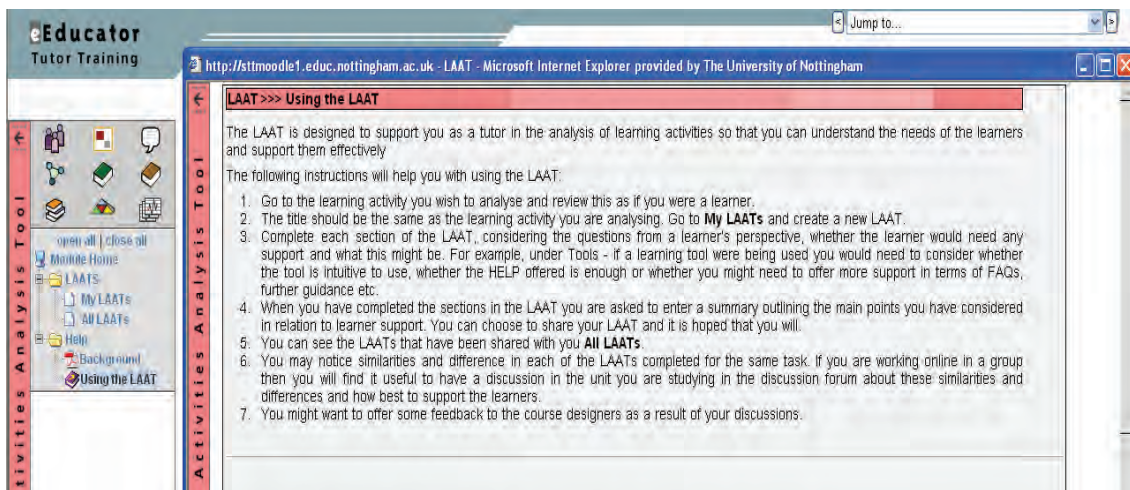 eEducator
Tutor Training
Jump to...
http://sttmoodle1.educ.nottingham.ac.uk - LAAT - Microsoft Internet Explorer provided by The University of Nottingham
LAAT >>> Using the LAAT
The LAAT is designed to support you as a tutor in the analysis of learning activities so that you can understand the needs of the learners
and support them effectively
The following instructions will help you with using the LAAT:
1. Go to the learning activity you wish to analyse and review this as if you were a learner.
2. The title should be the same as the learning activity you are analysing. Go to My LAATs and create a new LAAT.
3. Complete each section of the LAAT, considering the questions from a learner's perspective, whether the learner would need any
support and what this might be. For example, under Tools - if a learning tool were being used you would need to consider whether
the tool is intuitive to use, whether the HELP offered is enough or whether you might need to offer more support in terms of FAQs,
further guidance etc.
4. When you have completed the sections in the LAAT you are asked to enter a summary outlining the main points you have considered
in relation to learner support. You can choose to share your LAAT and it is hoped that you will.
5. You can see the LAATs that have been shared with you All LAATs.
6. You may notice similarities and difference in each of the LAATs completed for the same task. If you are working online in a group
then you will find it useful to have a discussion in the unit you are studying in the discussion forum about these similarities and
differences and how best to support the learners.
7. You might want to offer some feedback to the course designers as a result of your discussions.
open all | close all
Module Home
LAATS
My LAATs
All LAATs
Help
Background
Using the LAAT
tivities Analysis Tool
Activities Analysis Tool